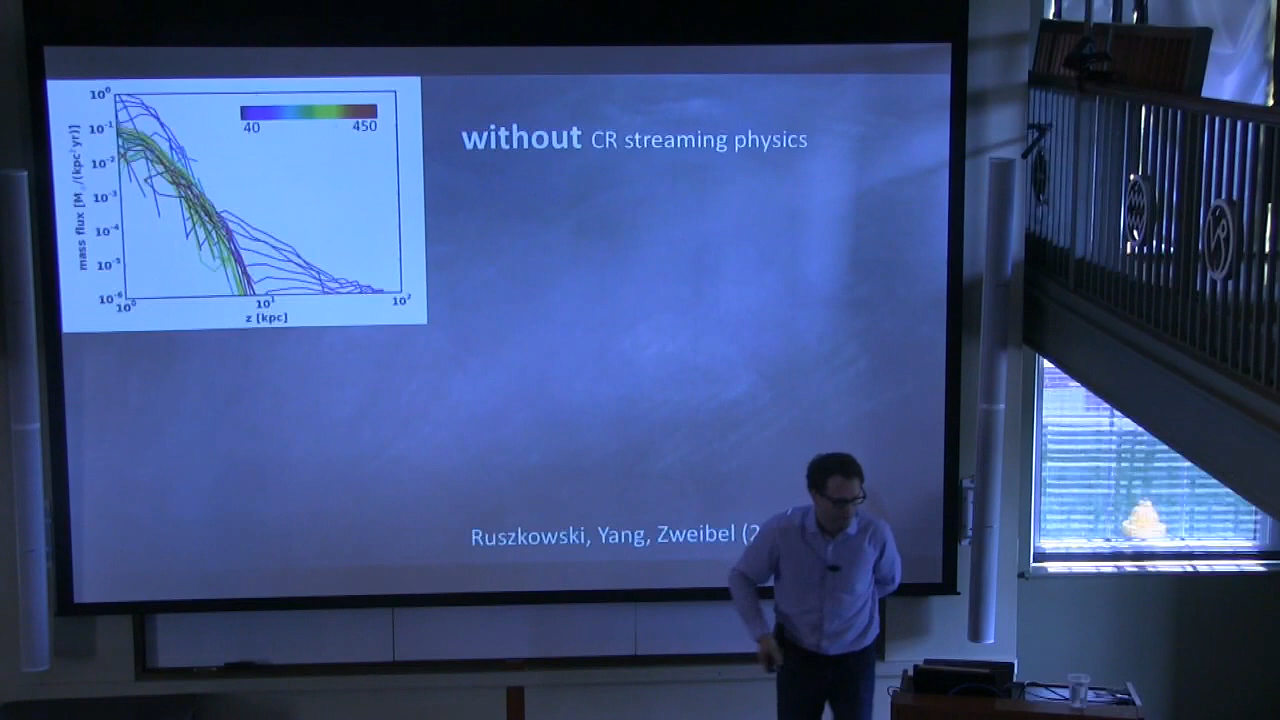 without CR streaming physics
10⁰
10⁻¹
10⁻²
10⁻³
10⁻⁴
10⁻⁵
10⁻⁶
mass flux [M /(kpc² yr)]
40 450
10⁰ 10¹ 10²
z [kpc]
Ruszkowski, Yang, Zweibel (2